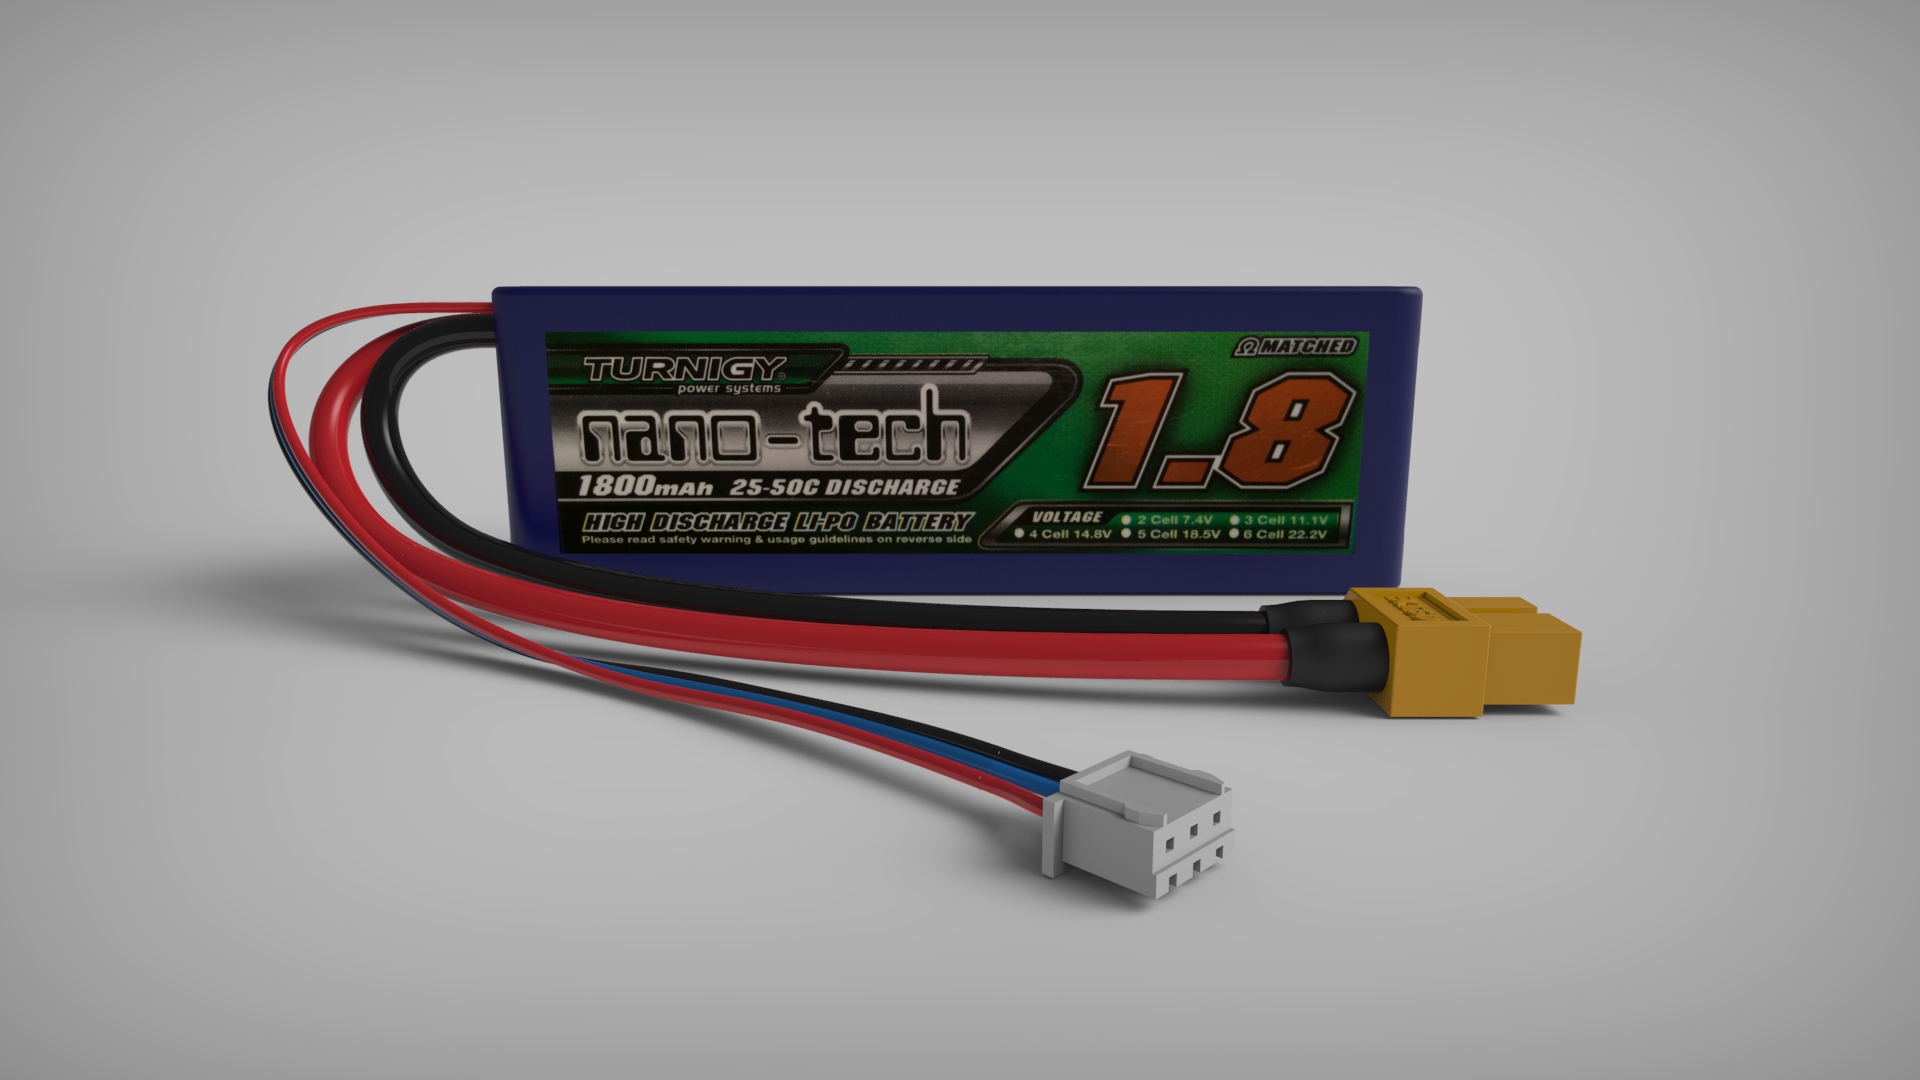 TURNIGY
power systems
nano-tech
1800mAh 25-50C DISCHARGE
HIGH DISCHARGE LI-PO BATTERY
Please read safety warning & usage guidelines on reverse side
Ω MATCHED
1.8
VOLTAGE 2 Cell 7.4V 3 Cell 11.1V
4 Cell 14.8V 5 Cell 18.5V 6 Cell 22.2V